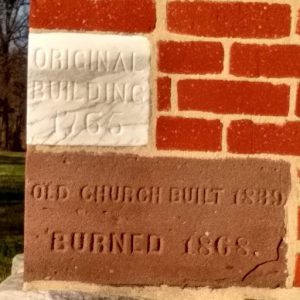 ORIGINAL
BUILDING
1765
OLD CHURCH BUILT 1839
BURNED 1868.